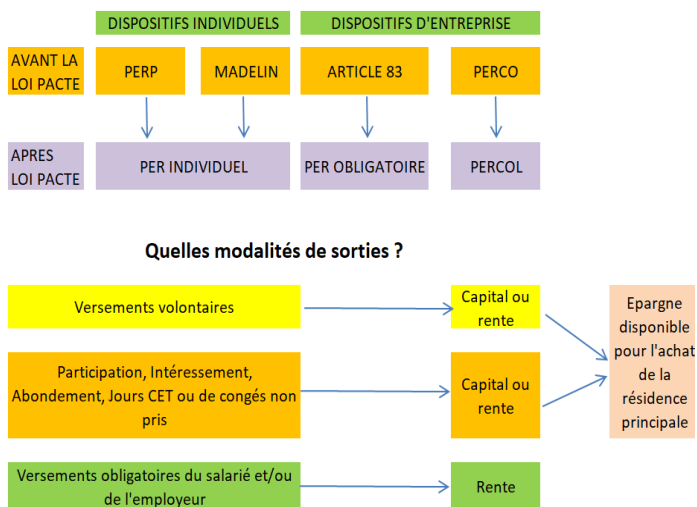 DISPOSITIFS INDIVIDUELS
DISPOSITIFS D'ENTREPRISE
AVANT LA
LOI PACTE
PERP
MADELIN
ARTICLE 83
PERCO
APRES
LOI PACTE
PER INDIVIDUEL
PER OBLIGATOIRE
PERCOL
Quelles modalités de sorties ?
Versements volontaires
Capital ou
rente
Participation, Intéressement,
Abondement, Jours CET ou de congés non
pris
Capital ou
rente
Epargne
disponible
pour l'achat
de la
résidence
principale
Versements obligatoires du salarié et/ou
de l'employeur
Rente